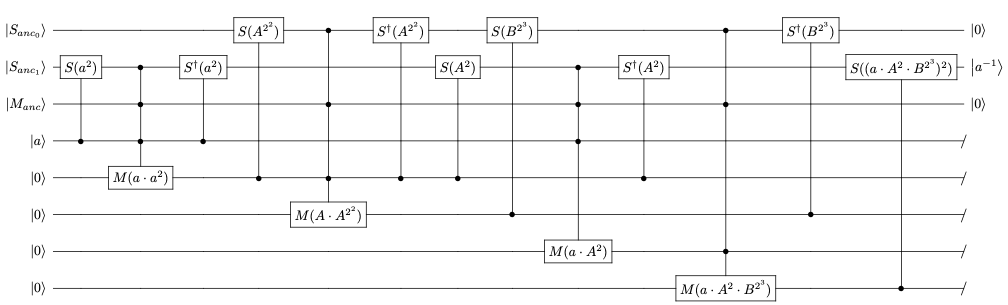 |S_{anc_0}⟩ S(A^{2^2}) S^†(A^{2^2}) S(B^{2^3}) S^†(B^{2^3}) |0⟩
|S_{anc_1}⟩ S(a^2) S^†(a^2) S(A^2) S^†(A^2) S((a · A^2 · B^{2^3})^2) |a^{-1}⟩
|M_{anc}⟩ |0⟩
|a⟩
|0⟩ M(a · a^2)
|0⟩ M(A · A^{2^2})
|0⟩ M(a · A^2)
|0⟩ M(a · A^2 · B^{2^3})